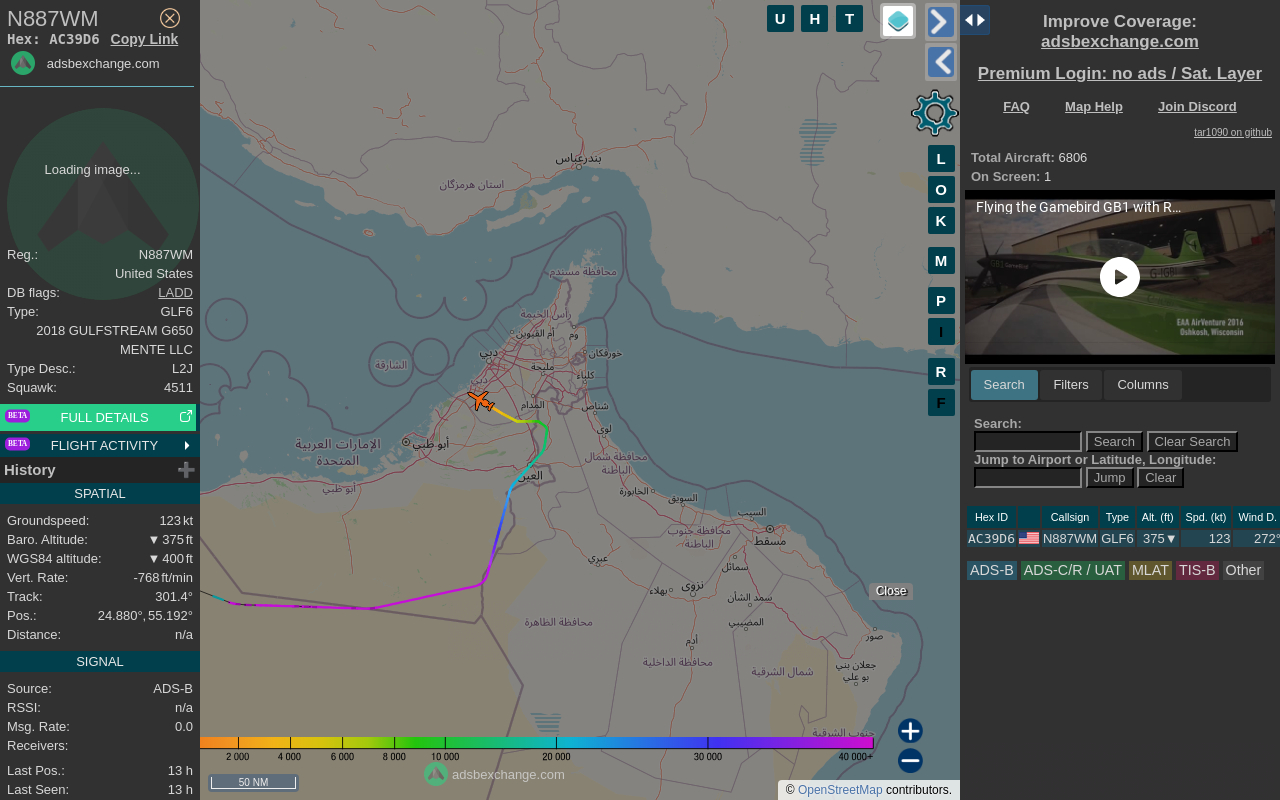 N887WM
Hex: AC39D6 Copy Link
adsbexchange.com
Loading image...
Reg.: N887WM
United States
DB flags: LADD
Type: GLF6
2018 GULFSTREAM G650
MENTE LLC
Type Desc.: L2J
Squawk: 4511
BETA FULL DETAILS
BETA FLIGHT ACTIVITY
History
SPATIAL
Groundspeed: 123 kt
Baro. Altitude: ▼ 375 ft
WGS84 altitude: ▼ 400 ft
Vert. Rate: -768 ft/min
Track: 301.4°
Pos.: 24.880°, 55.192°
Distance: n/a
SIGNAL
Source: ADS-B
RSSI: n/a
Msg. Rate: 0.0
Receivers:
Last Pos.: 13 h
Last Seen: 13 h
U H T
L
O
K
M
P
I
R
F
بندرعباس
استان هرمزگان
محافظة مسندم
رأس الخيمة
أم القيوين
دبي
الشارقة
دبي
مليحة
خورفكان
كلباء
المدام
شناص
لوى
أبو ظبي
الإمارات العربية
المتحدة
أبو ظبي
العين
محافظة شمال
الباطنة
الخابورة
السويق
السيب
مسقط
محافظة جنوب
الباطنة
عبري
سمائل
نزوى
بهلاء
سمد الشأن
المضيبي
محافظة الظاهرة
أدم
محافظة الداخلية
صور
جعلان بني
بو علي
شمال الشرقية
جنوب الشرقية
Close
2 000 4 000 6 000 8 000 10 000 20 000 30 000 40 000+
adsbexchange.com
50 NM
© OpenStreetMap contributors.
Improve Coverage:
adsbexchange.com
Premium Login: no ads / Sat. Layer
FAQ Map Help Join Discord
tar1090 on github
Total Aircraft: 6806
On Screen: 1
Flying the Gamebird GB1 with R...
EAA AirVenture 2016
Oshkosh, Wisconsin
Search Filters Columns
Search:
Search Clear Search
Jump to Airport or Latitude, Longitude:
Jump Clear
Hex ID Callsign Type Alt. (ft) Spd. (kt) Wind D.
AC39D6 N887WM GLF6 375▼ 123 272°
ADS-B ADS-C/R / UAT MLAT TIS-B Other